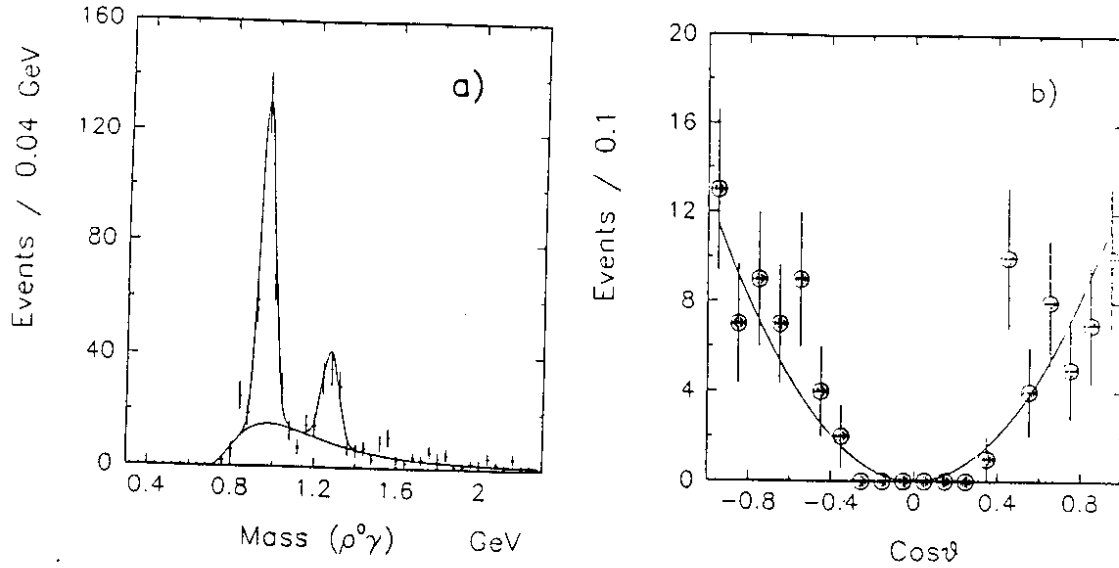 160
120
80
40
0
Events / 0.04 GeV
a)
0.4 0.8 1.2 1.6 2
Mass (ρ⁰γ) GeV
20
16
12
8
4
0
Events / 0.1
b)
−0.8 −0.4 0 0.4 0.8
Cosϑ